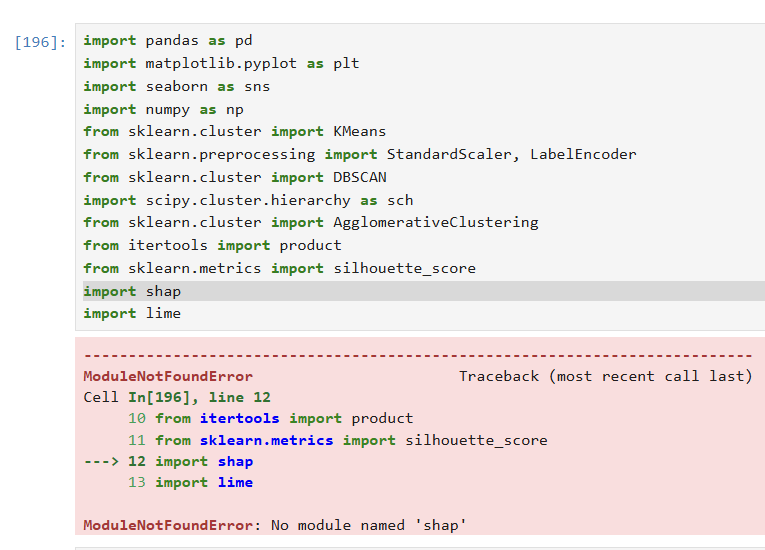 [196]:
import pandas as pd
import matplotlib.pyplot as plt
import seaborn as sns
import numpy as np
from sklearn.cluster import KMeans
from sklearn.preprocessing import StandardScaler, LabelEncoder
from sklearn.cluster import DBSCAN
import scipy.cluster.hierarchy as sch
from sklearn.cluster import AgglomerativeClustering
from itertools import product
from sklearn.metrics import silhouette_score
import shap
import lime
---------------------------------------------------------------------------
ModuleNotFoundError                       Traceback (most recent call last)
Cell In[196], line 12
     10 from itertools import product
     11 from sklearn.metrics import silhouette_score
---> 12 import shap
     13 import lime
ModuleNotFoundError: No module named 'shap'